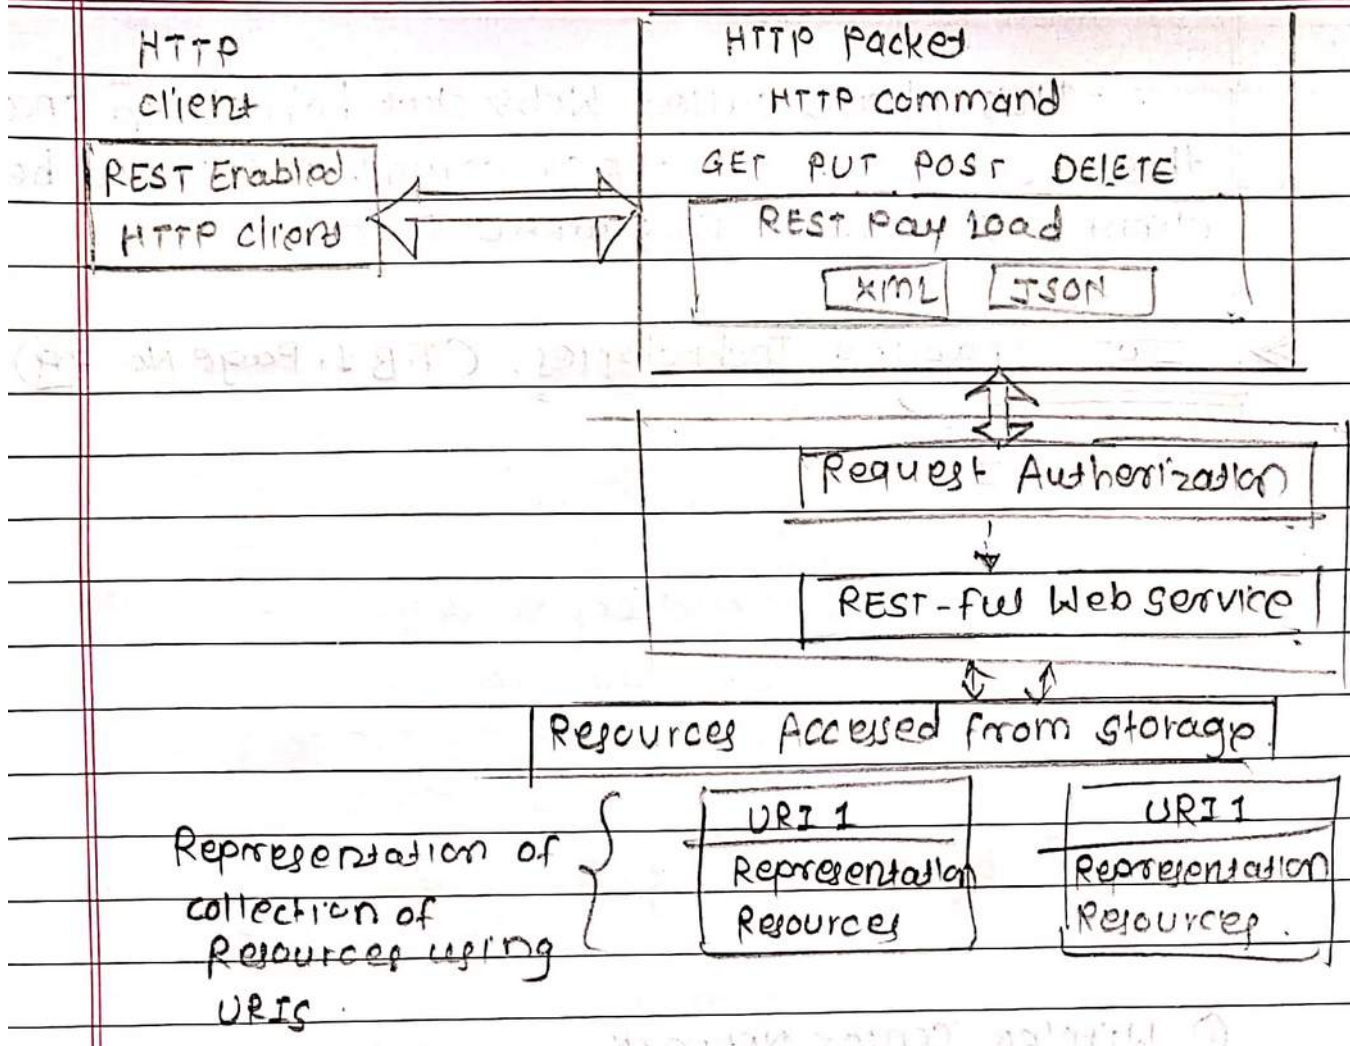 HTTP
client
REST Enabled
HTTP client
HTTP Packet
HTTP command
GET PUT POST DELETE
REST Pay Load
XML JSON
Request Authorization
REST-ful Web service
Resources Accessed from storage
Representation of
collection of
Resources using
URIs.
URI 1
Representation
Resources
URI 1
Representation
Resources.